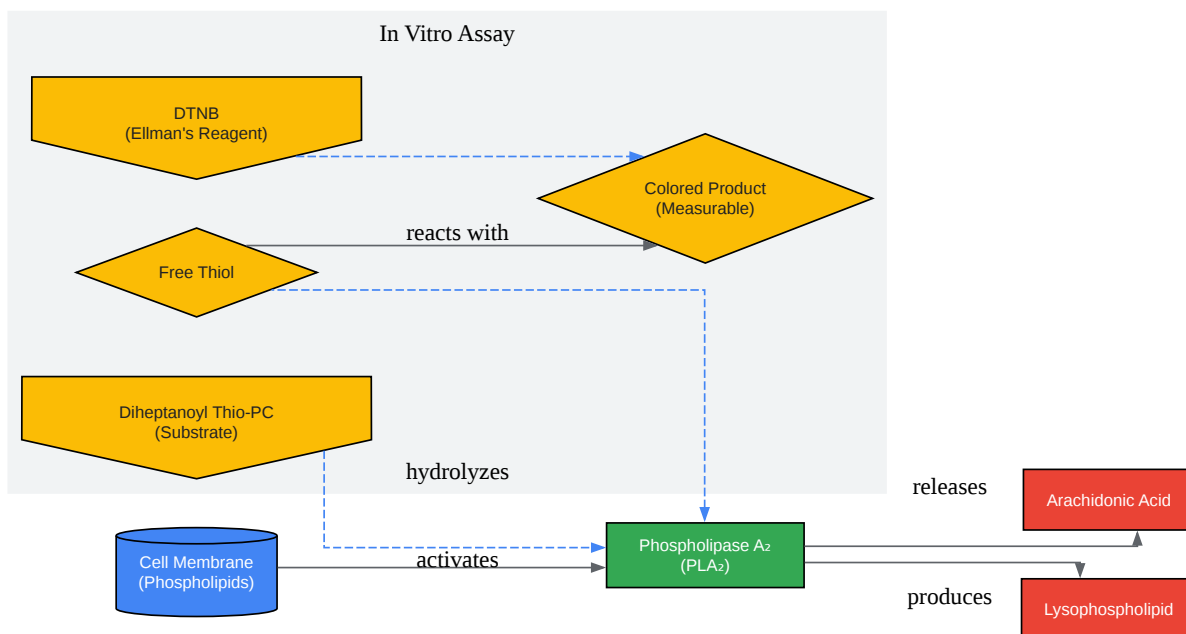 In Vitro Assay
DTNB
(Ellman's Reagent)
Colored Product
(Measurable)
reacts with
Free Thiol
Diheptanoyl Thio-PC
(Substrate)
hydrolyzes
releases
Arachidonic Acid
Cell Membrane
(Phospholipids)
activates
Phospholipase A₂
(PLA₂)
produces
Lysophospholipid